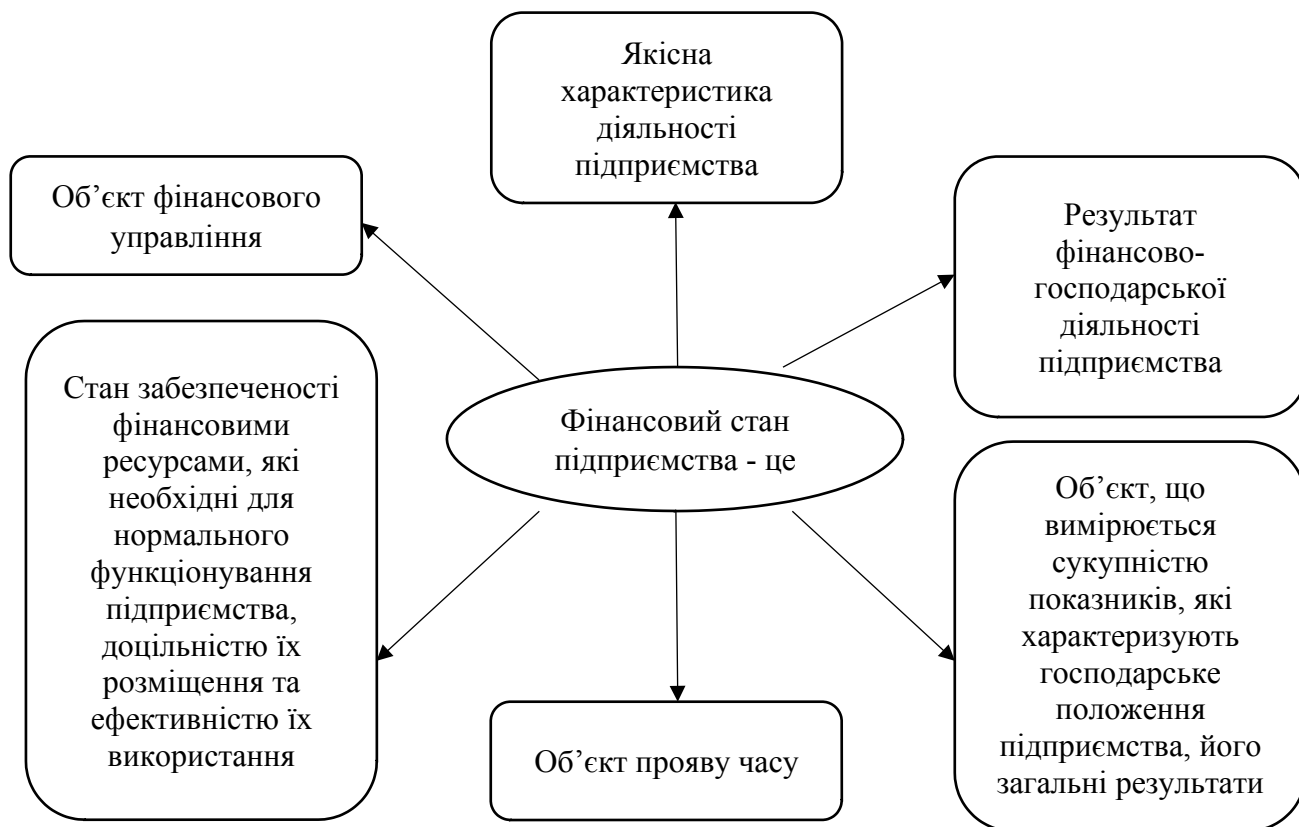 Якісна
характеристика
діяльності
підприємства
Об’єкт фінансового
управління
Результат
фінансово-
господарської
діяльності
підприємства
Стан забезпеченості
фінансовими
ресурсами, які
необхідні для
нормального
функціонування
підприємства,
доцільністю їх
розміщення та
ефективністю їх
використання
Фінансовий стан
підприємства - це
Об’єкт, що
вимірюється
сукупністю
показників, які
характеризують
господарське
положення
підприємства, його
загальні результати
Об’єкт прояву часу